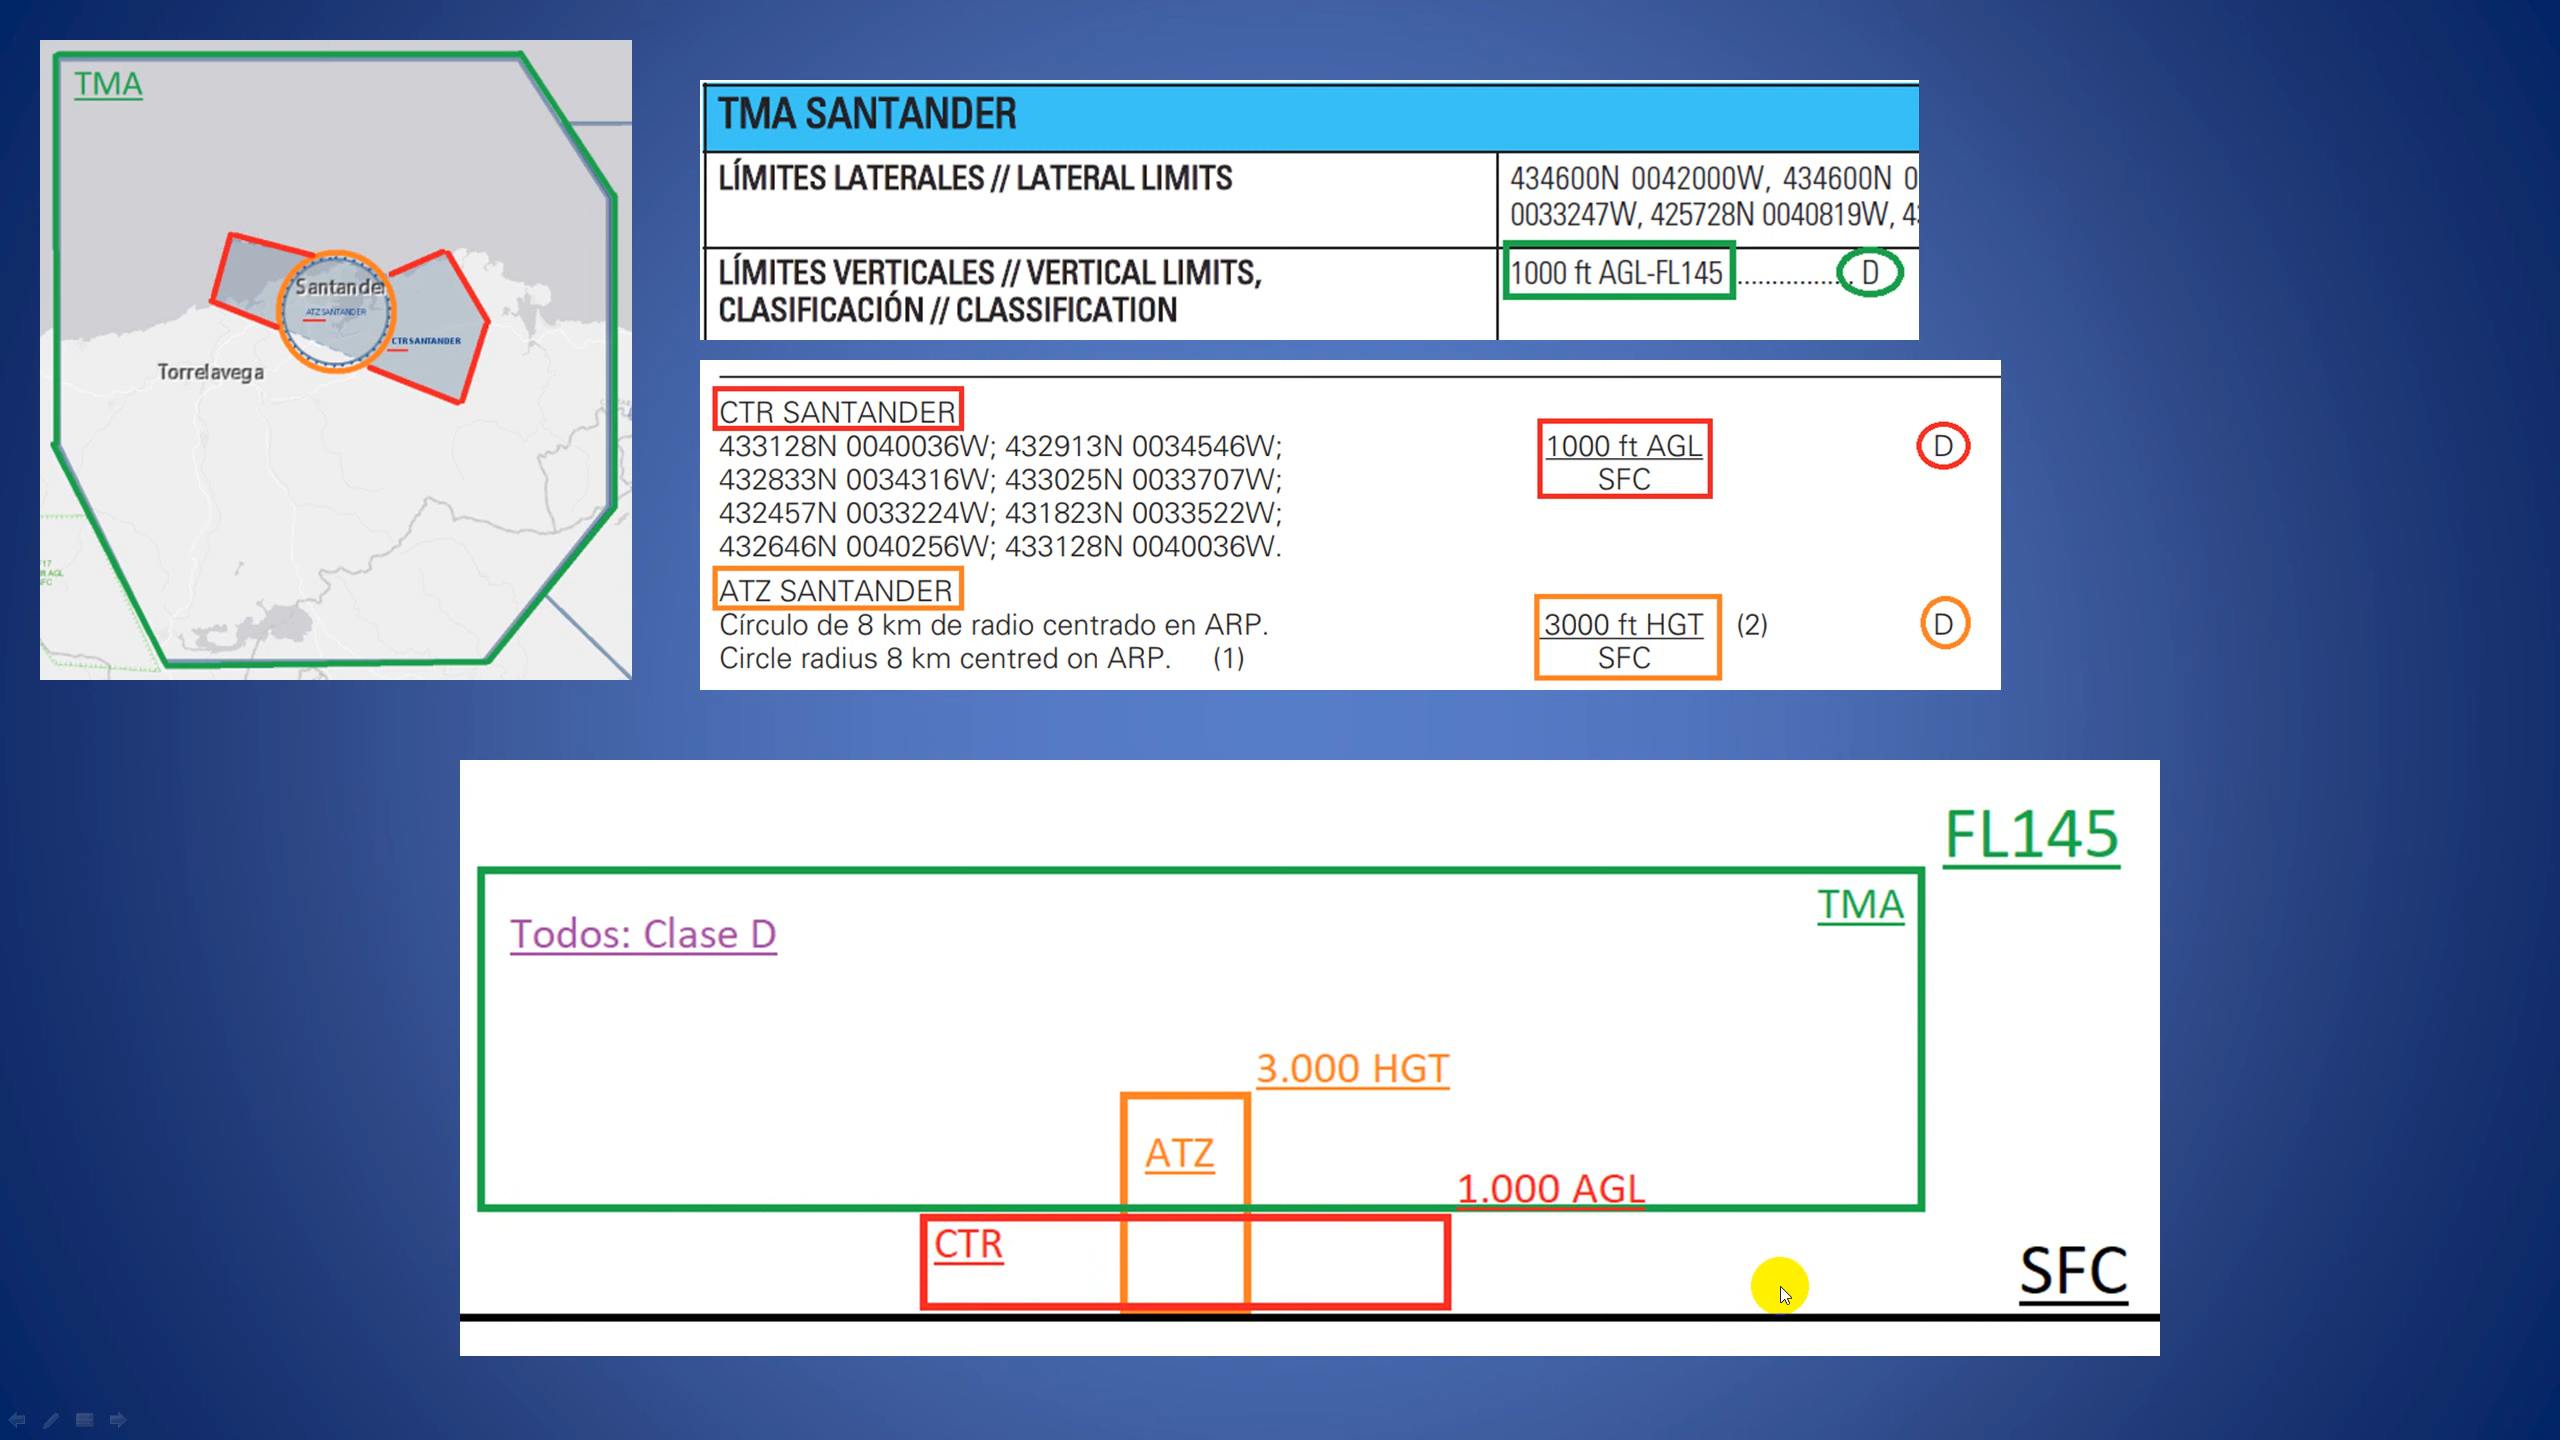 TMA
Santander
ATZ SANTANDER
CTR SANTANDER
Torrelavega
TMA SANTANDER
LÍMITES LATERALES // LATERAL LIMITS
434600N 0042000W, 434600N 0
0033247W, 425728N 0040819W, 4
LÍMITES VERTICALES // VERTICAL LIMITS,
CLASIFICACIÓN // CLASSIFICATION
1000 ft AGL-FL145 ............... D
CTR SANTANDER
433128N 0040036W; 432913N 0034546W;
432833N 0034316W; 433025N 0033707W;
432457N 0033224W; 431823N 0033522W;
432646N 0040256W; 433128N 0040036W.
1000 ft AGL
SFC
D
ATZ SANTANDER
Círculo de 8 km de radio centrado en ARP.
Circle radius 8 km centred on ARP. (1)
3000 ft HGT (2)
SFC
D
FL145
TMA
Todos: Clase D
3.000 HGT
ATZ
1.000 AGL
CTR
SFC